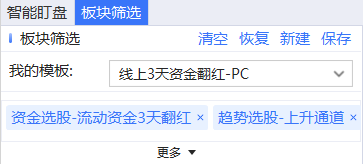 智能盯盘 板块筛选
板块筛选 清空 恢复 新建 保存
我的模板: 线上3天资金翻红-PC
资金选股-流动资金3天翻红 × 趋势选股-上升通道 ×
更多